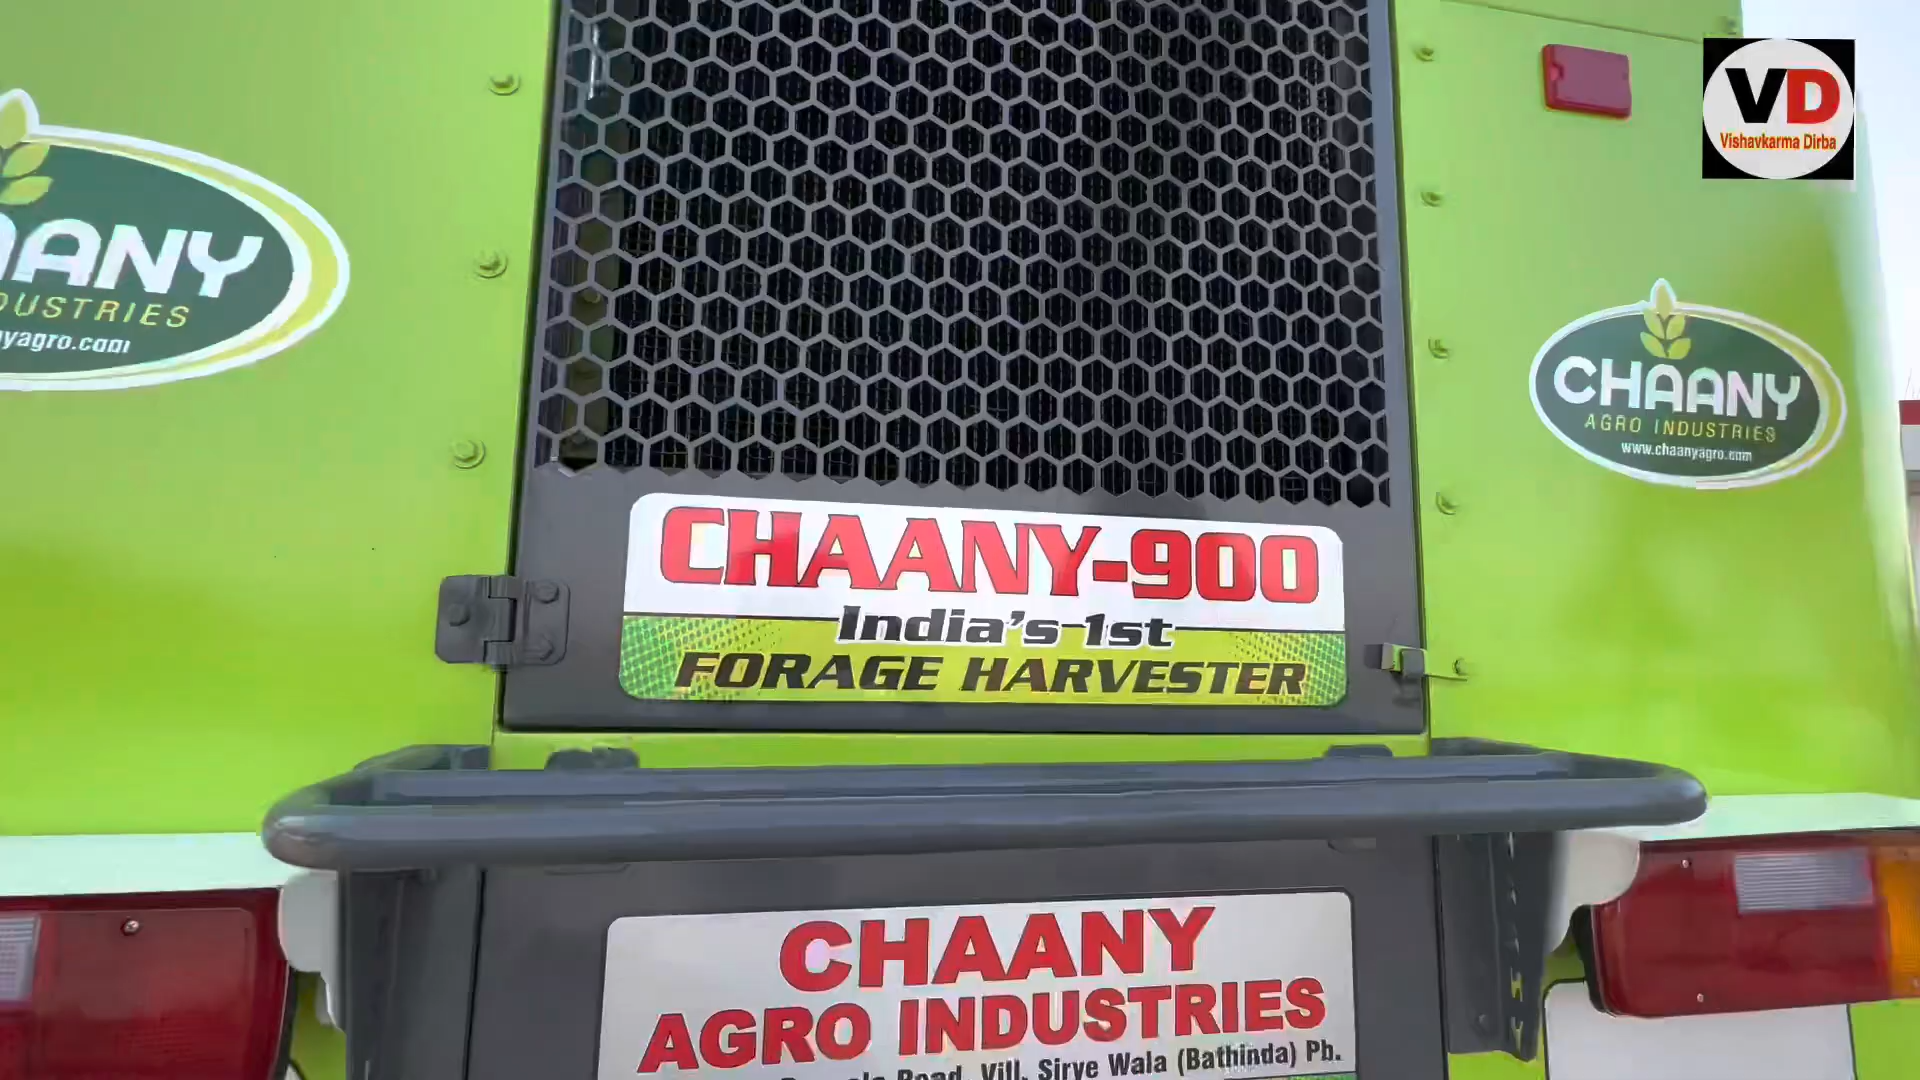 VD
Vishavkarma Dirba
AANY
DUSTRIES
yagro.com
CHAANY
AGRO INDUSTRIES
www.chaanyagro.com
CHAANY-900
India's 1st
FORAGE HARVESTER
CHAANY
AGRO INDUSTRIES
Road, Vill. Sirye Wala (Bathinda) Pb.